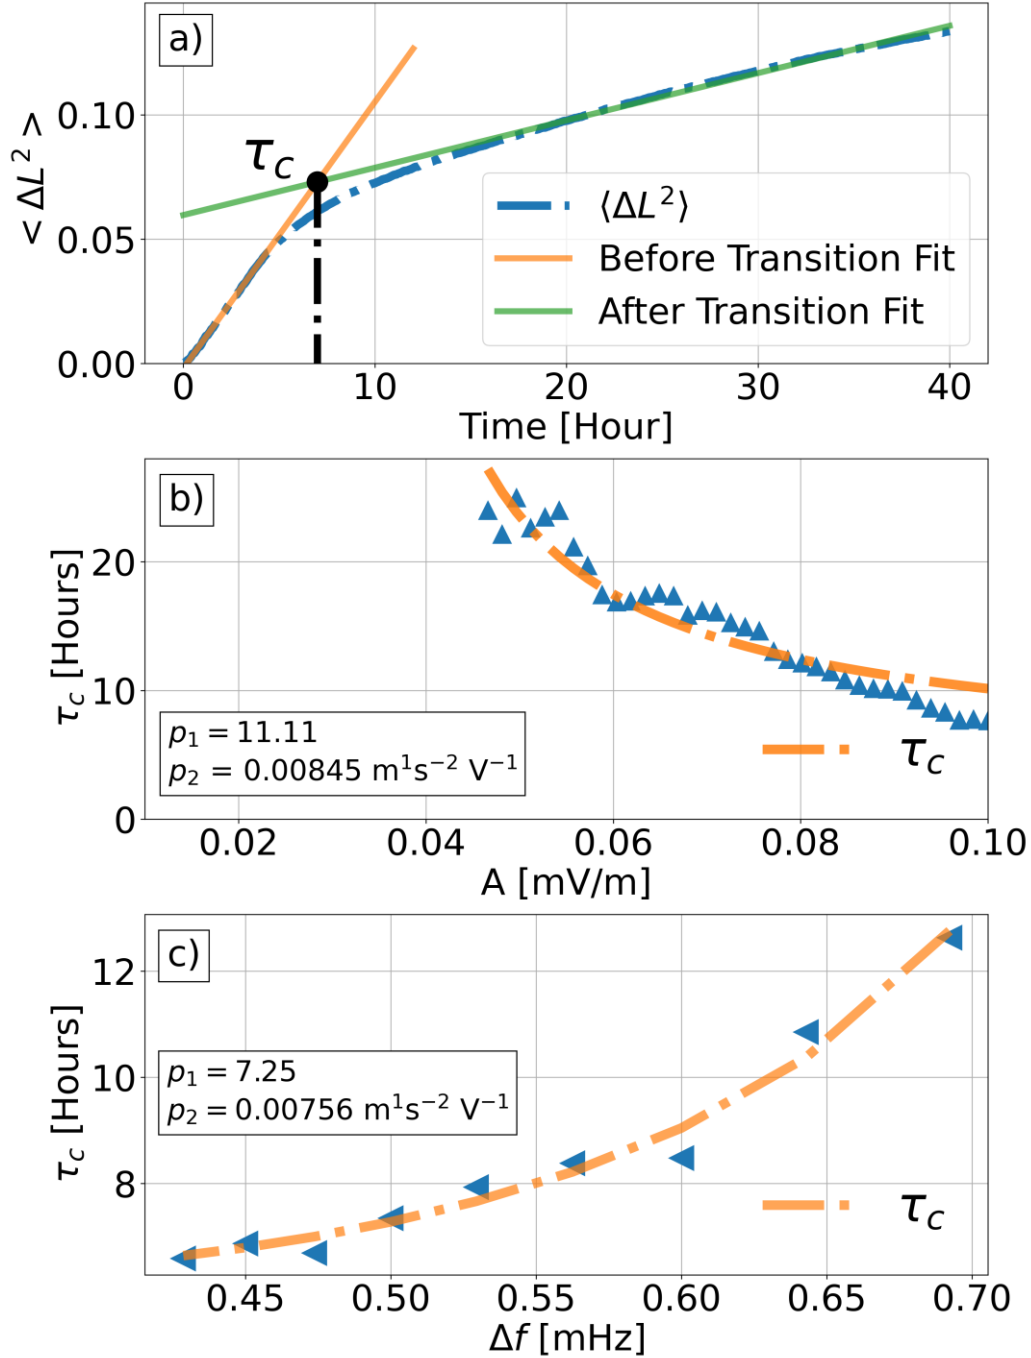 a)
τc
< ΔL² >
0.10
0.05
0.00
⟨ΔL²⟩
Before Transition Fit
After Transition Fit
0 10 20 30 40
Time [Hour]
b)
τc [Hours]
20
10
0
p₁ = 11.11
p₂ = 0.00845 m¹s⁻² V⁻¹
τc
0.02 0.04 0.06 0.08 0.10
A [mV/m]
c)
τc [Hours]
12
10
8
p₁ = 7.25
p₂ = 0.00756 m¹s⁻² V⁻¹
τc
0.45 0.50 0.55 0.60 0.65 0.70
Δf [mHz]